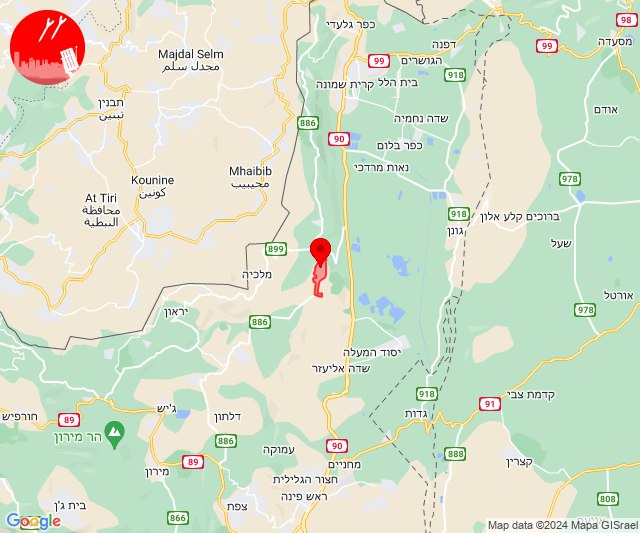 כפר גלעדי
דפנה
98
99
מסעדה
Majdal Selm
مجدل سلم
99
הגושרים
918
בית הלל
קרית שמונה
תבנין
تبنين
886
שדה נחמיה
אודם
90
כפר בלום
Mhaibib
محيبيب
נאות מרדכי
Kounine
كونين
978
At Tiri
محافظة
النبطية
918
ברוכים קלע אלון
גונן
שעל
899
מלכיה
אורטל
יראון
886
978
יסוד המעלה
שדה אליעזר
918
קדמת צבי
91
חורפיש
89
ג'יש
דלתון
גדות
הר מירון
886
עמוקה
90
מחניים
888
89
מירון
חצור הגלילית
קצרין
ראש פינה
808
בית ג'ן
866
צפת
Google
Map data ©2024 Mapa GISrael